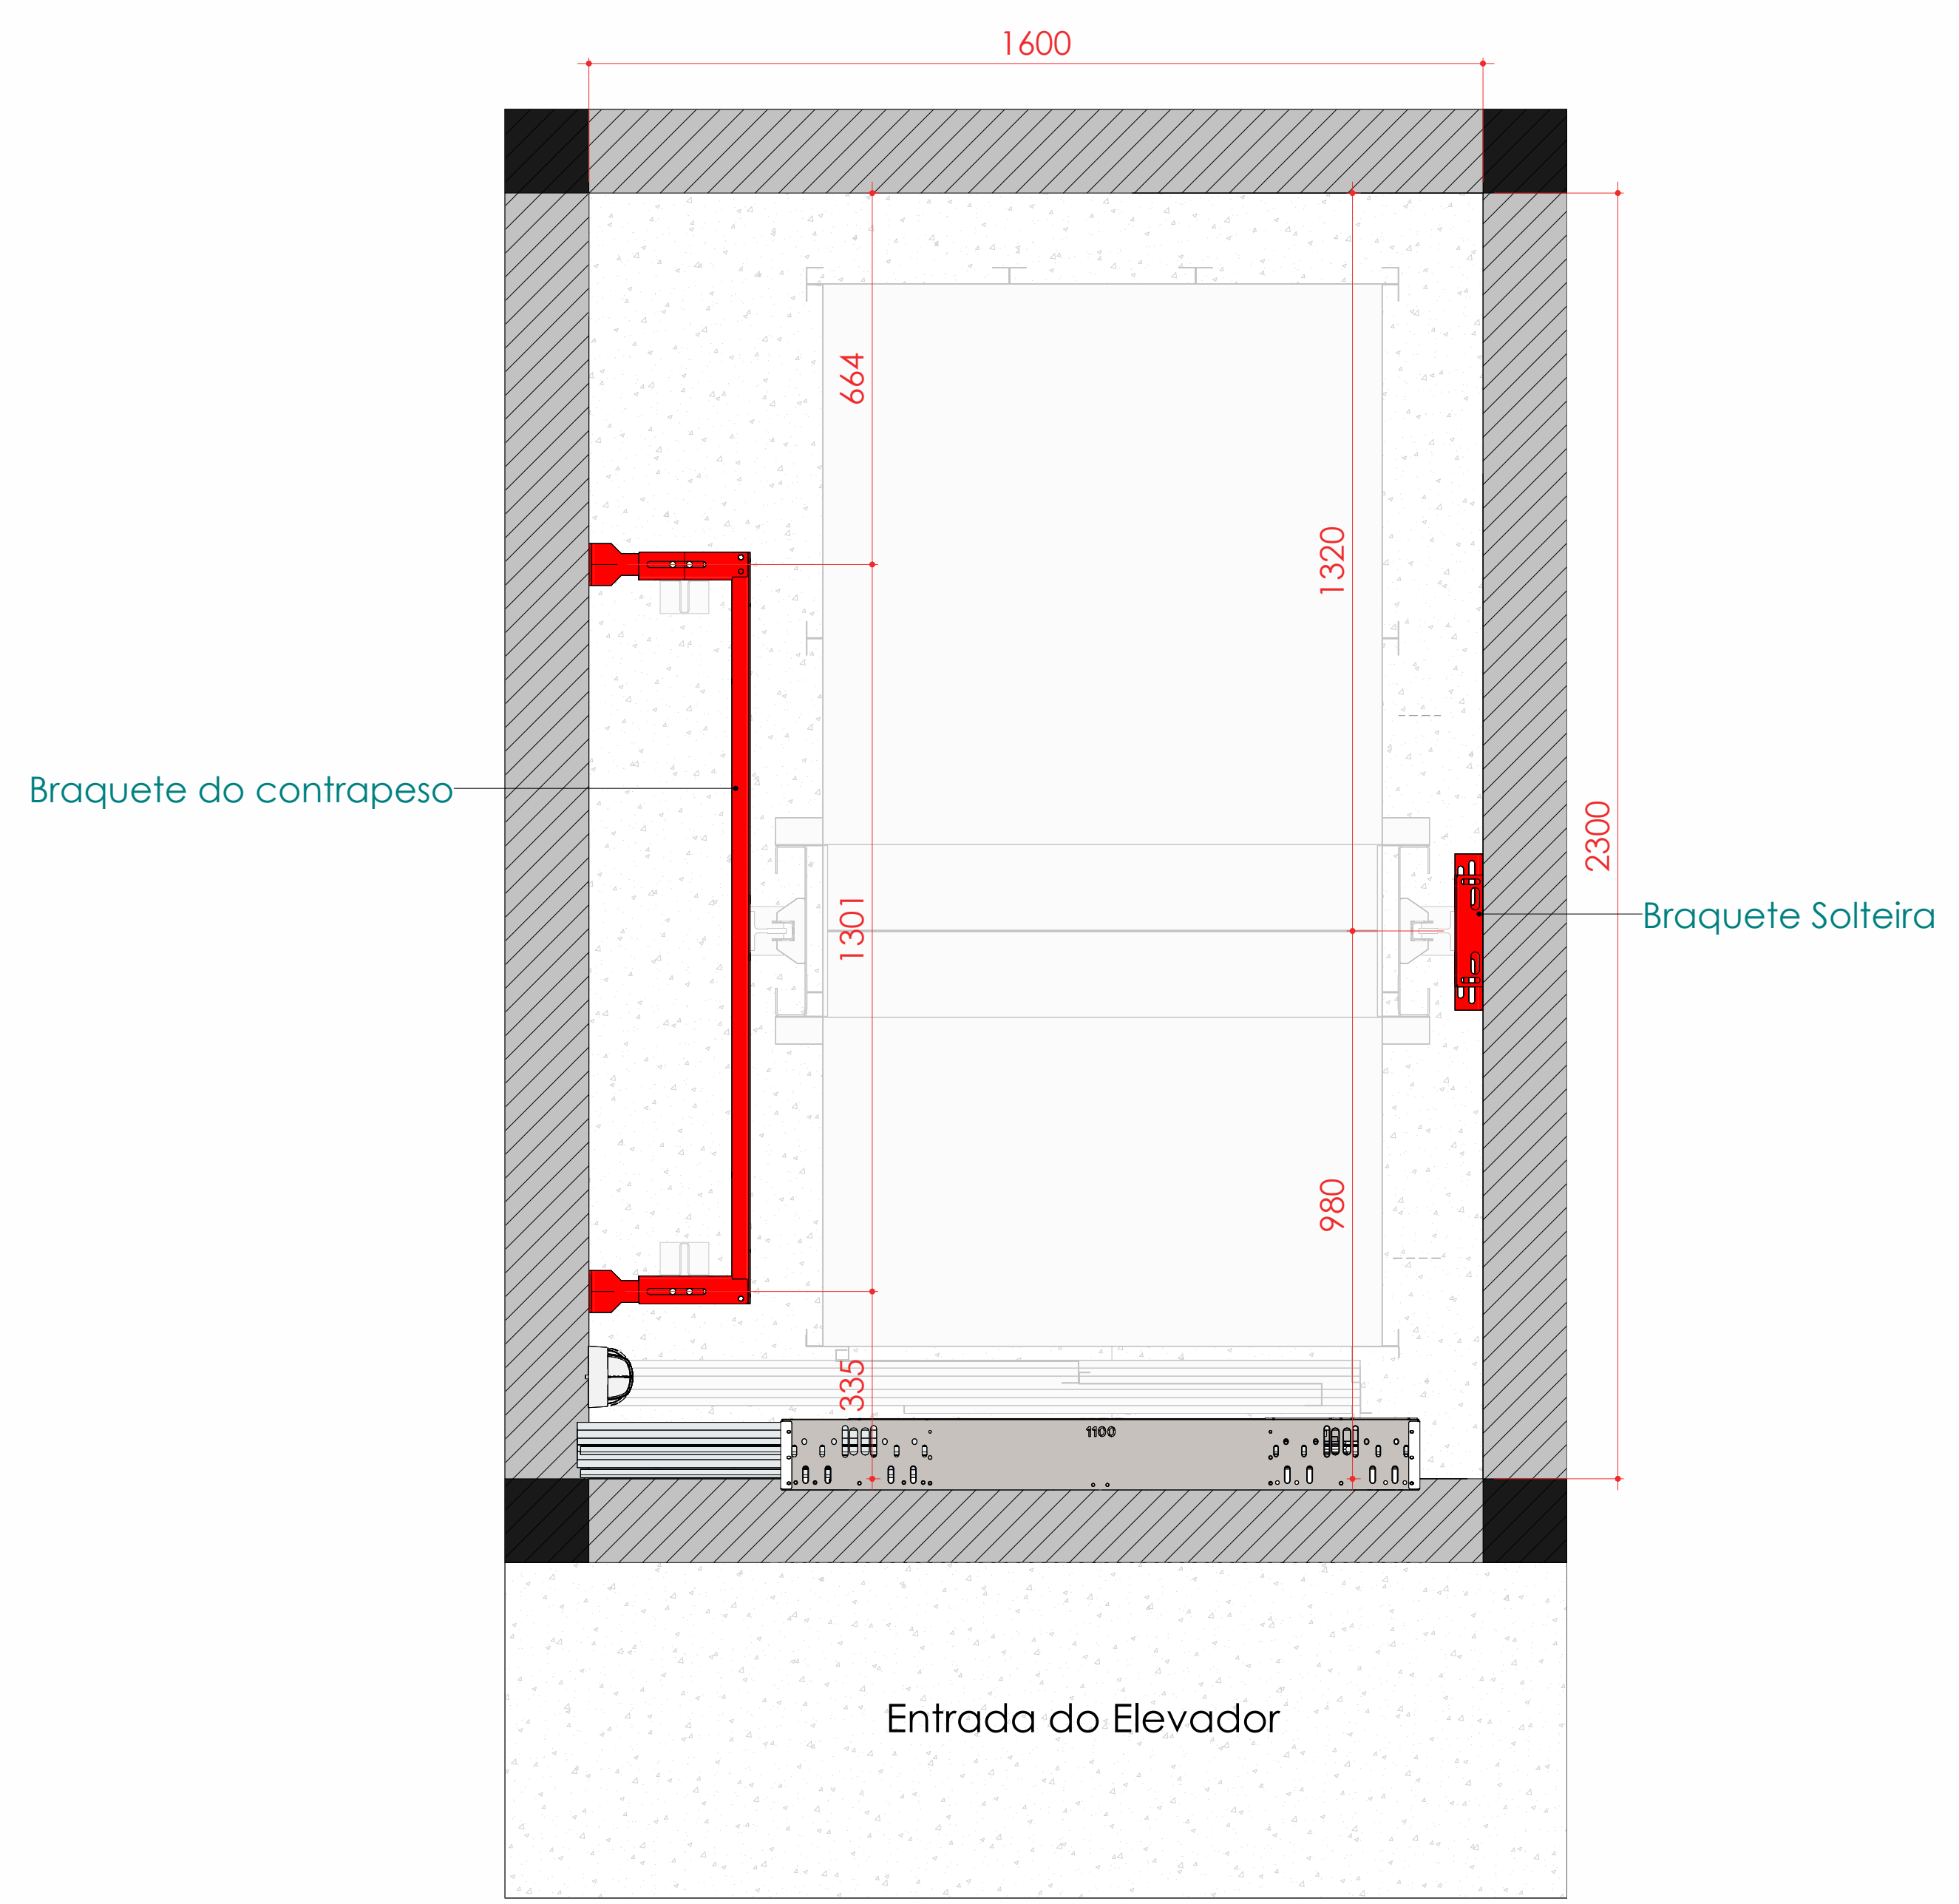 1600
664
1320
Braquete do contrapeso
2300
1301
Braquete Solteira
980
335
1100
Entrada do Elevador